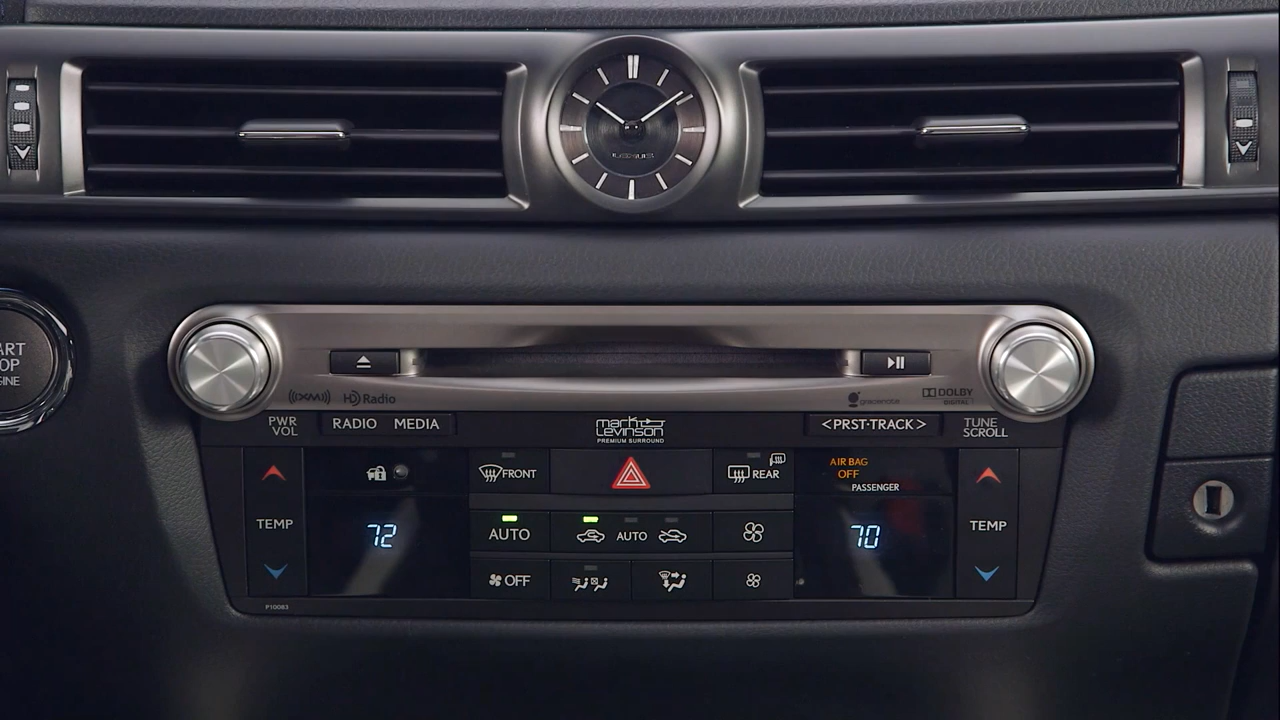 LEXUS
ART
OP
GINE
((XM))
HD Radio
gracenote
DOLBY
DIGITAL
PWR
VOL
RADIO MEDIA
mark
Levinson
PREMIUM SURROUND
<PRST·TRACK>
TUNE
SCROLL
FRONT
REAR
AIR BAG
OFF
PASSENGER
TEMP
72
AUTO
AUTO
70
TEMP
OFF
P10083